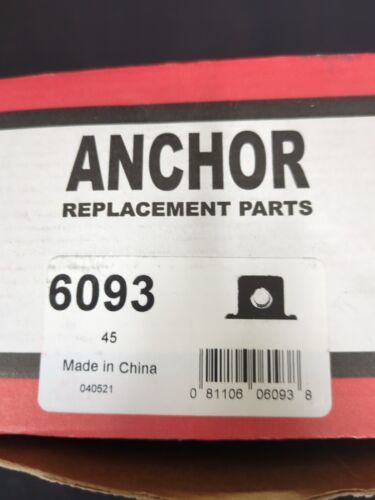 ANCHOR
REPLACEMENT PARTS
6093
45
Made in China
040521
0 81106 06093 8